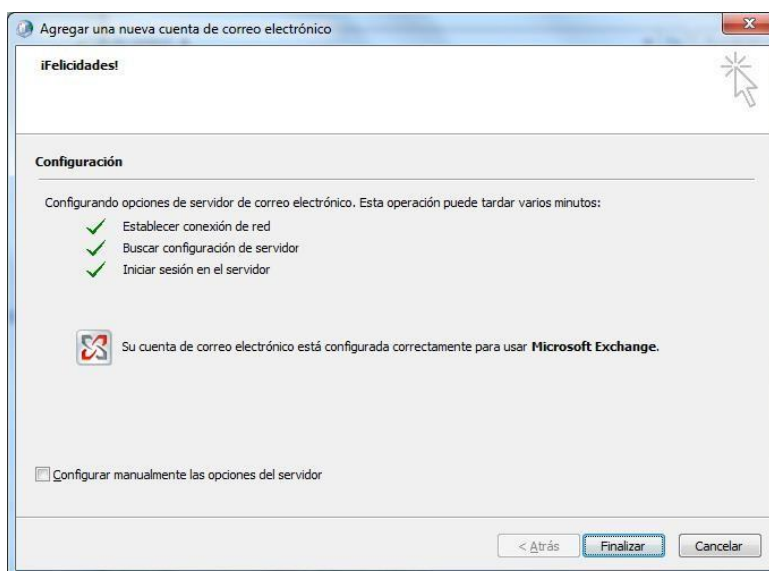 Agregar una nueva cuenta de correo electrónico
¡Felicidades!
Configuración
Configurando opciones de servidor de correo electrónico. Esta operación puede tardar varios minutos:
Establecer conexión de red
Buscar configuración de servidor
Iniciar sesión en el servidor
Su cuenta de correo electrónico está configurada correctamente para usar Microsoft Exchange.
Configurar manualmente las opciones del servidor
< Atrás
Finalizar
Cancelar